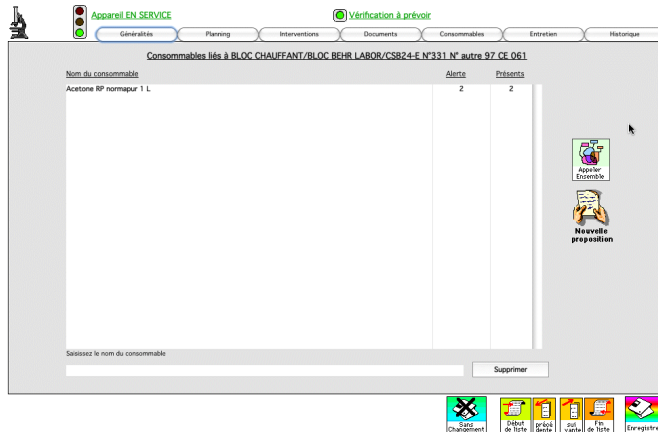 Appareil EN SERVICE
Vérification à prévoir
Généralités Planning Interventions Documents Consommables Entretien Historique
Consommables liés à BLOC CHAUFFANT/BLOC BEHR LABOR/CSB24-E N°331 N° autre 97 CE 061
Nom du consommable Alerte Présents
Acetone RP normapur 1 L 2 2
Appeler
Ensemble
Nouvelle
proposition
Saisissez le nom du consommable
Supprimer
Sans
Changement
Début
de liste
précé
dente
sui
vante
Fin
de liste
Enregistre